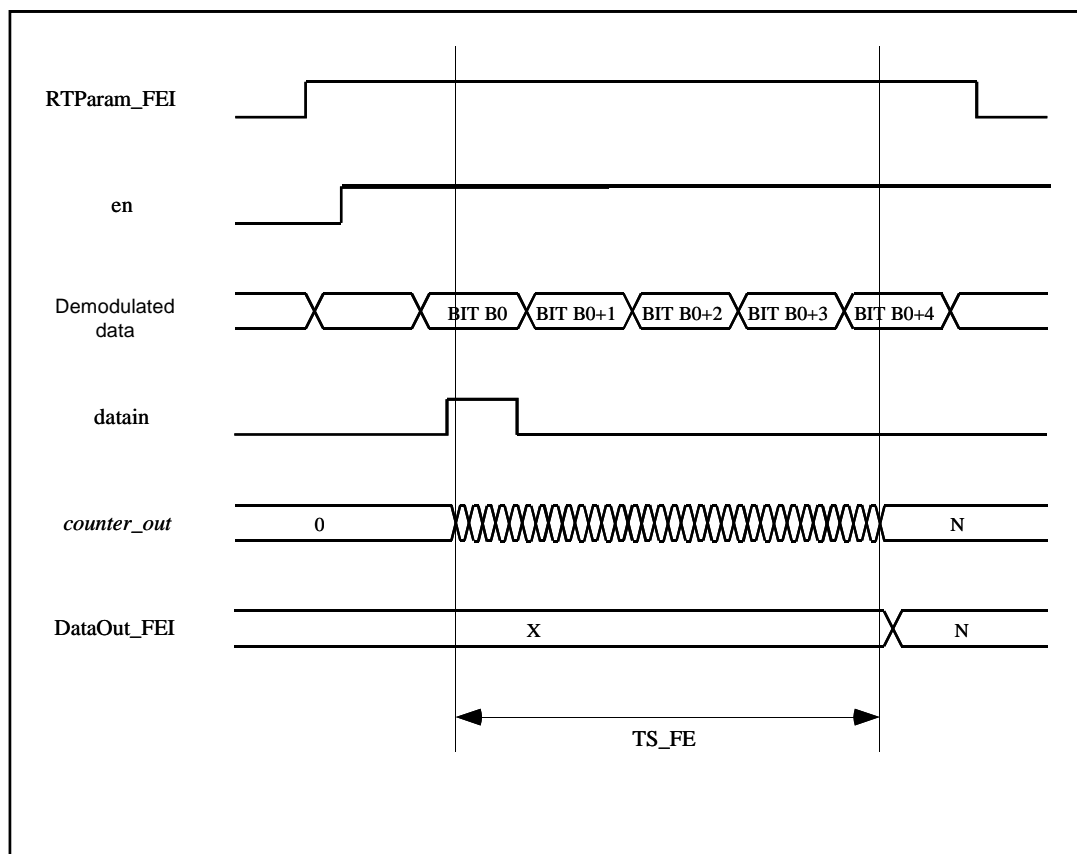 RTParam_FEI
en
Demodulated
data
BIT B0 BIT B0+1 BIT B0+2 BIT B0+3 BIT B0+4
datain
counter_out 0 N
DataOut_FEI X N
TS_FE